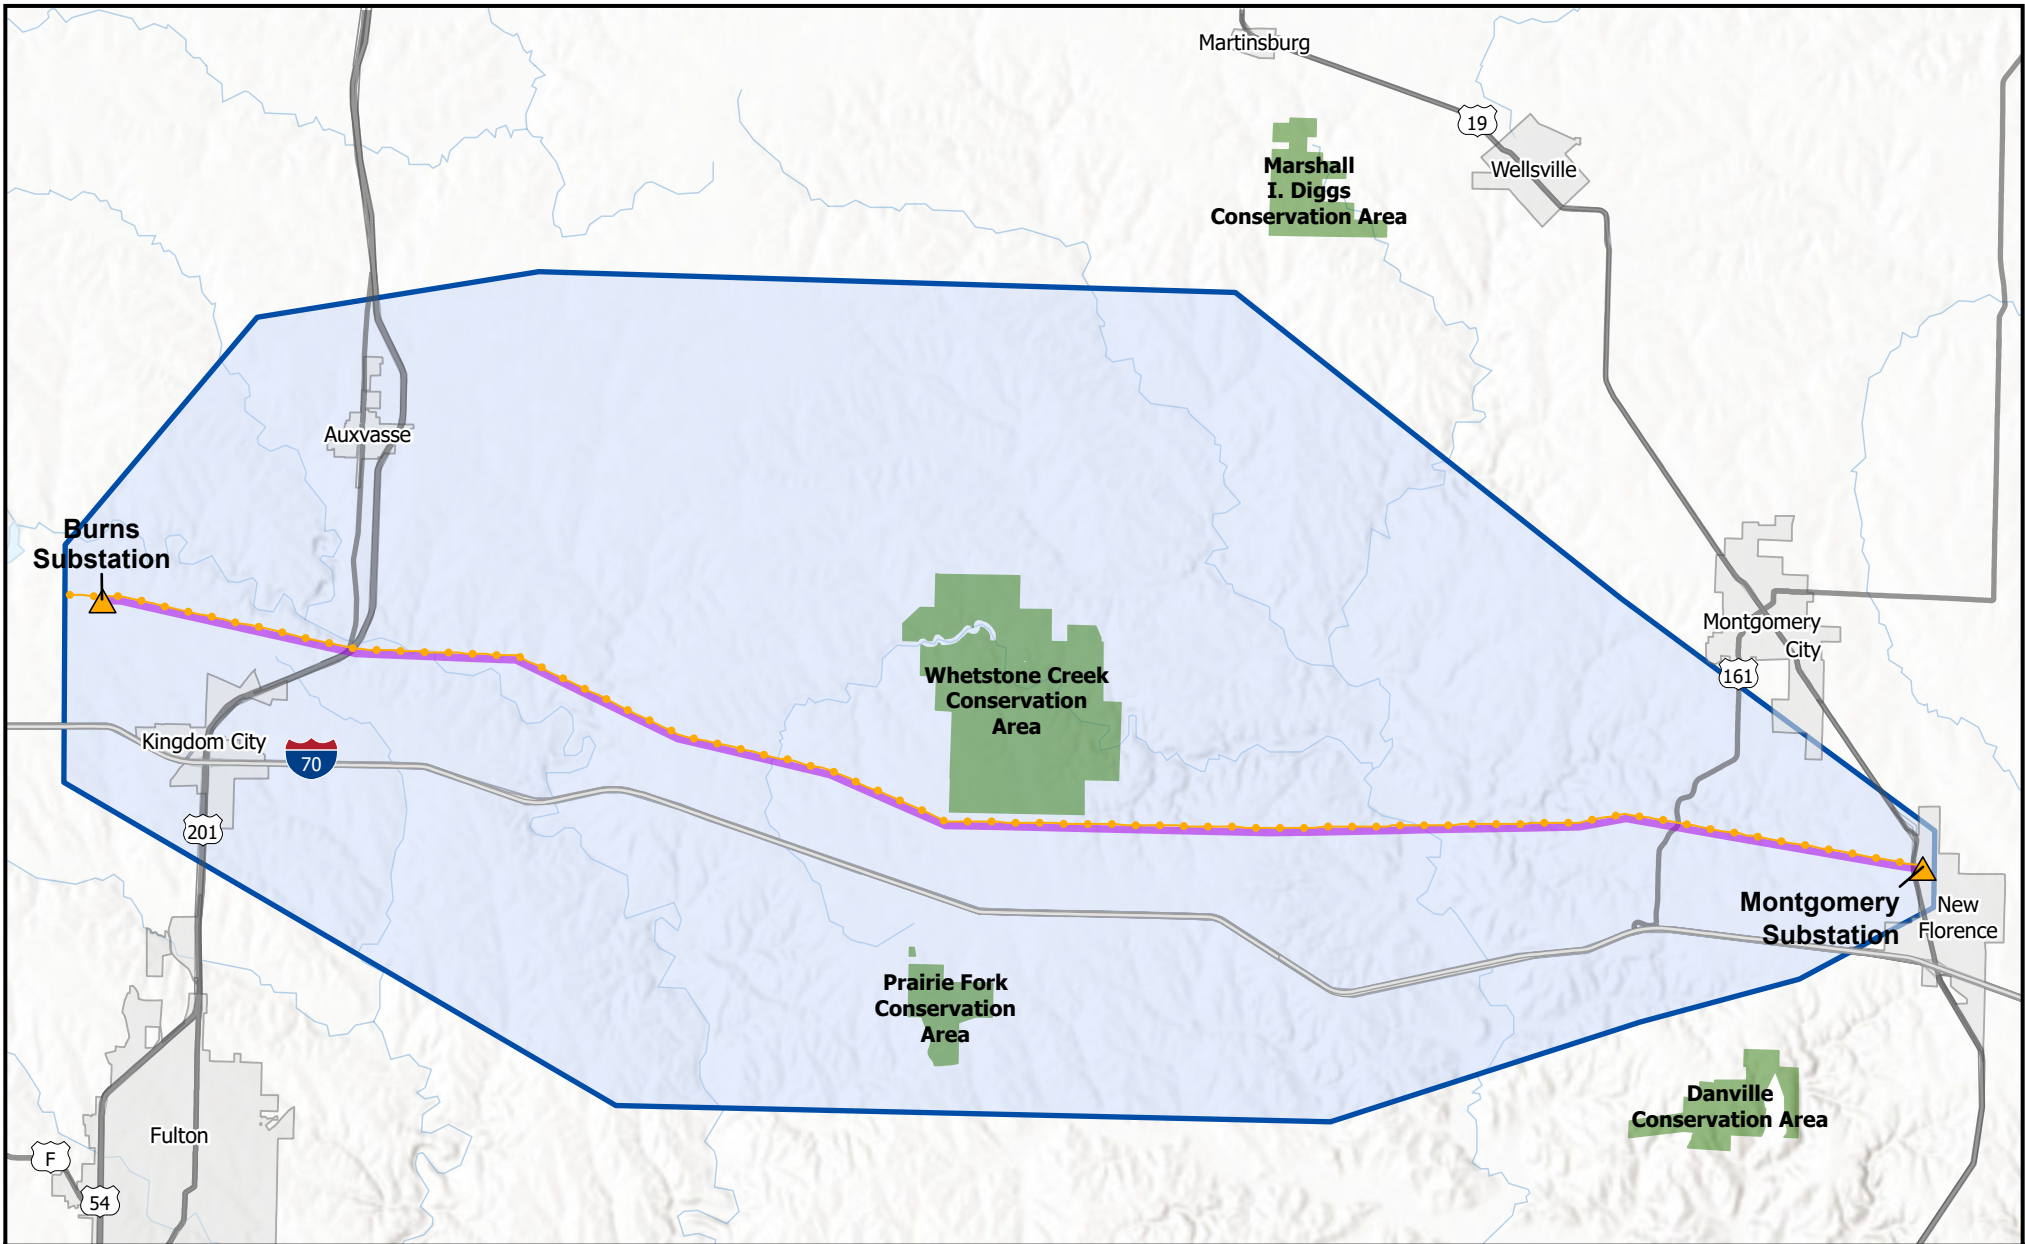 Martinsburg
19
Wellsville
Marshall
I. Diggs
Conservation Area
Auxvasse
Burns
Substation
Montgomery
City
161
Whetstone Creek
Conservation
Area
Kingdom City
70
201
Montgomery
Substation
New
Florence
Prairie Fork
Conservation
Area
Danville
Conservation Area
Fulton
F
54